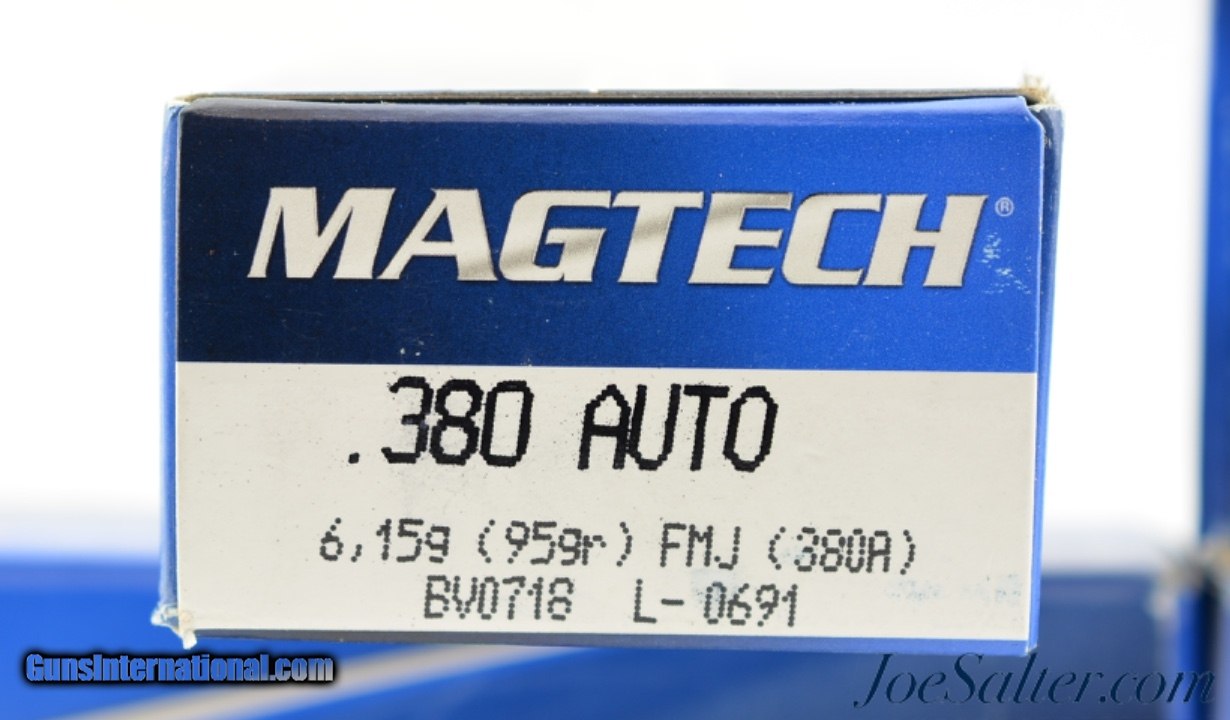 MAGTECH®
.380 AUTO
6,15g (95gr) FMJ (380A)
BV0718 L- 0691
GunsInternational.com
JoeSalter.com